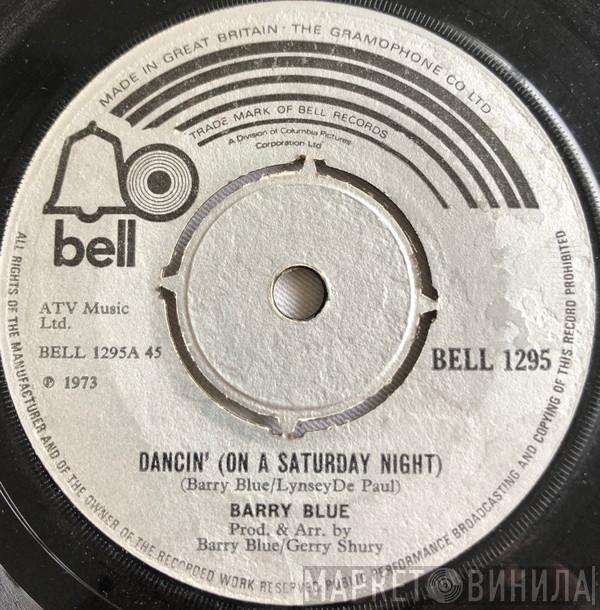 MADE IN GREAT BRITAIN · THE GRAMOPHONE CO LTD
TRADE MARK OF BELL RECORDS
A Division of Columbia Pictures
Corporation Ltd
bell
ATV Music
Ltd.
BELL 1295A 45
℗ 1973
BELL 1295
DANCIN' (ON A SATURDAY NIGHT)
(Barry Blue/LynseyDe Paul)
BARRY BLUE
Prod. & Arr. by
Barry Blue/Gerry Shury
ALL RIGHTS OF THE MANUFACTURER AND OF THE OWNER OF THE RECORDED WORK RESERVED. PUBLIC PERFORMANCE BROADCASTING AND COPYING OF THIS RECORD PROHIBITED
МАРКЕТ ВИНИЛА